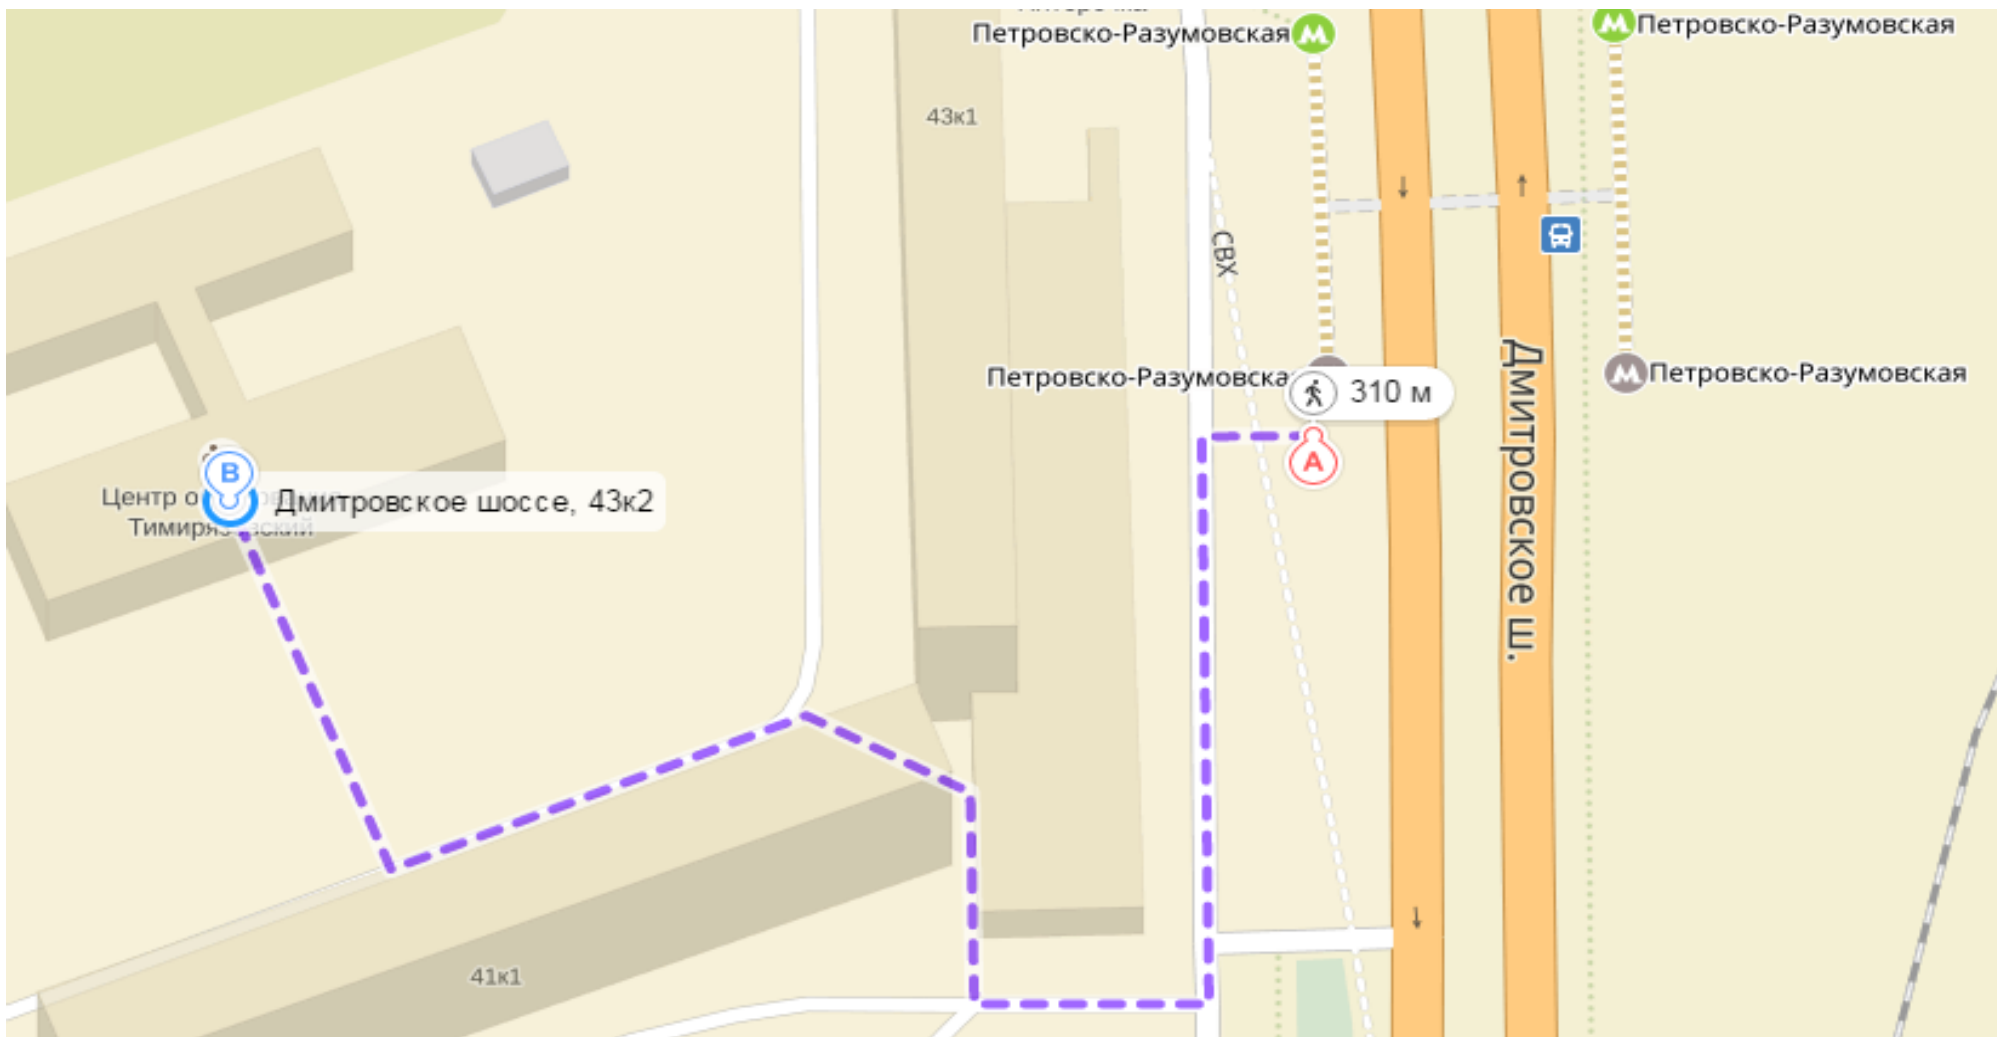 Петровско-Разумовская
Петровско-Разумовская
43к1
СВХ
Петровско-Разумовская
310 м
Петровско-Разумовская
A
Дмитровское ш.
B
Дмитровское шоссе, 43к2
Центр
41к1